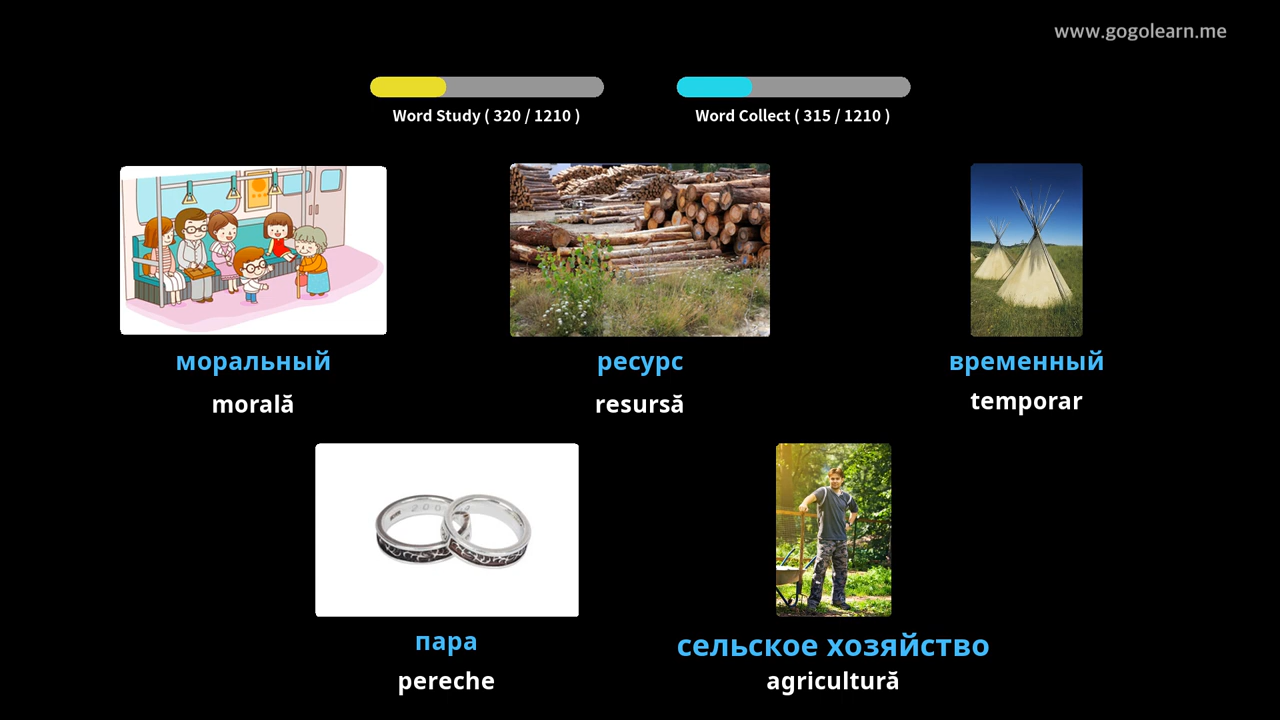 www.gogolearn.me
Word Study ( 320 / 1210 )
Word Collect ( 315 / 1210 )
моральный
morală
ресурс
resursă
временный
temporar
пара
pereche
сельское хозяйство
agricultură